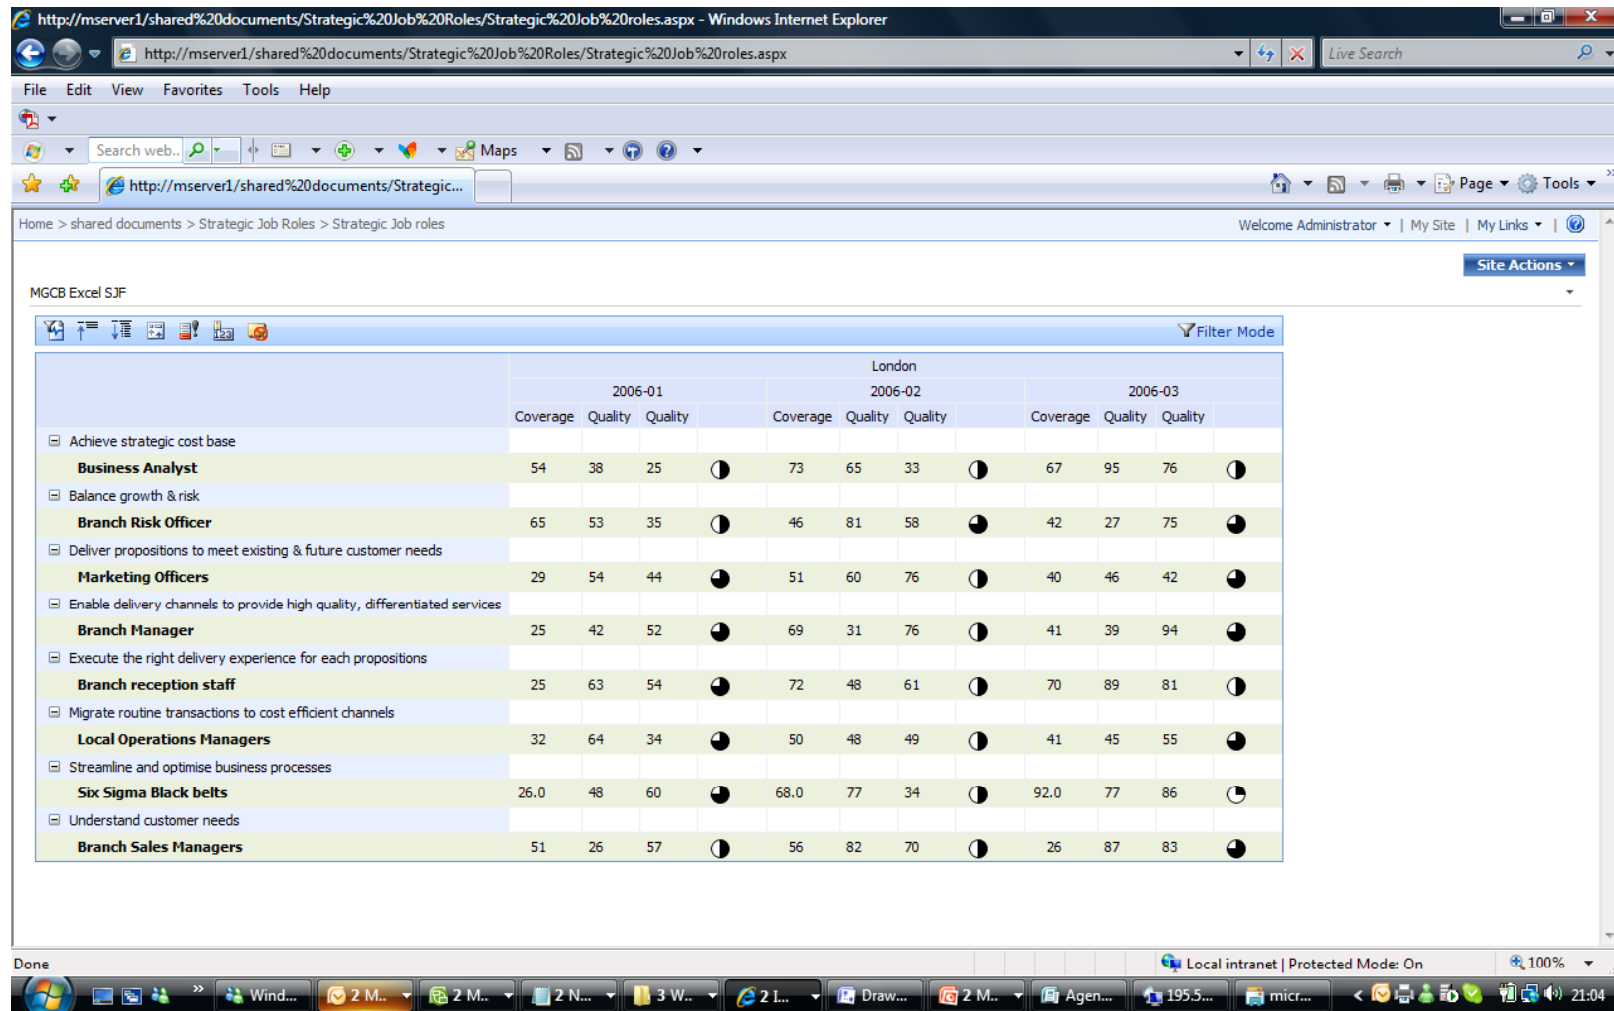 http://mserver1/shared%20documents/Strategic%20Job%20Roles/Strategic%20Job%20roles.aspx - Windows Internet Explorer
http://mserver1/shared%20documents/Strategic%20Job%20Roles/Strategic%20Job%20roles.aspx Live Search
File Edit View Favorites Tools Help
Search web.. Maps
http://mserver1/shared%20documents/Strategic... Page Tools
Home > shared documents > Strategic Job Roles > Strategic Job roles Welcome Administrator | My Site | My Links |
Site Actions
MGCB Excel SJF
Filter Mode
London
2006-01 2006-02 2006-03
Coverage Quality Quality Coverage Quality Quality Coverage Quality Quality
Achieve strategic cost base
Business Analyst 54 38 25 73 65 33 67 95 76
Balance growth & risk
Branch Risk Officer 65 53 35 46 81 58 42 27 75
Deliver propositions to meet existing & future customer needs
Marketing Officers 29 54 44 51 60 76 40 46 42
Enable delivery channels to provide high quality, differentiated services
Branch Manager 25 42 52 69 31 76 41 39 94
Execute the right delivery experience for each propositions
Branch reception staff 25 63 54 72 48 61 70 89 81
Migrate routine transactions to cost efficient channels
Local Operations Managers 32 64 34 50 48 49 41 45 55
Streamline and optimise business processes
Six Sigma Black belts 26.0 48 60 68.0 77 34 92.0 77 86
Understand customer needs
Branch Sales Managers 51 26 57 56 82 70 26 87 83
Done Local intranet | Protected Mode: On 100%
Wind... 2 M.. 2 M.. 2 N... 3 W.. 2 I... Draw... 2 M.. Agen... 195.5... micr... 21:04